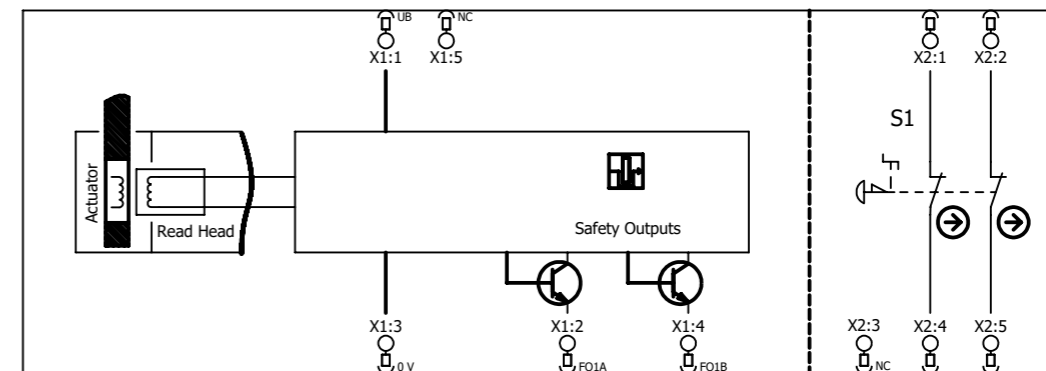 UB
NC
X1:1
X1:5
X2:1
X2:2
S1
Actuator
Read Head
Safety Outputs
X1:3
X1:2
X1:4
X2:3
X2:4
X2:5
0 V
FO1A
FO1B
NC